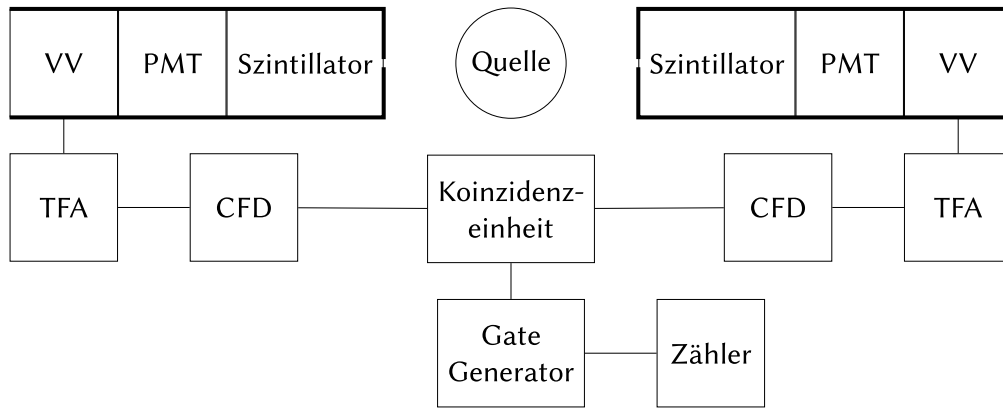 VV
PMT
Szintillator
Quelle
Szintillator
PMT
VV
TFA
CFD
Koinzidenz-
einheit
CFD
TFA
Gate
Generator
Zähler